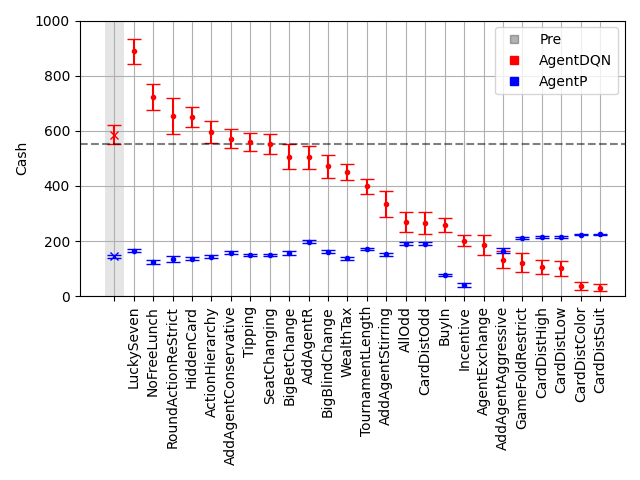 1000
800
600
400
200
0
Cash
Pre
AgentDQN
AgentP
LuckySeven
NoFreeLunch
RoundActionReStrict
HiddenCard
ActionHierarchy
AddAgentConservative
Tipping
SeatChanging
BigBetChange
AddAgentR
BigBlindChange
WealthTax
TournamentLength
AddAgentStirring
AllOdd
CardDistOdd
BuyIn
Incentive
AgentExchange
AddAgentAggressive
GameFoldRestrict
CardDistHigh
CardDistLow
CardDistColor
CardDistSuit